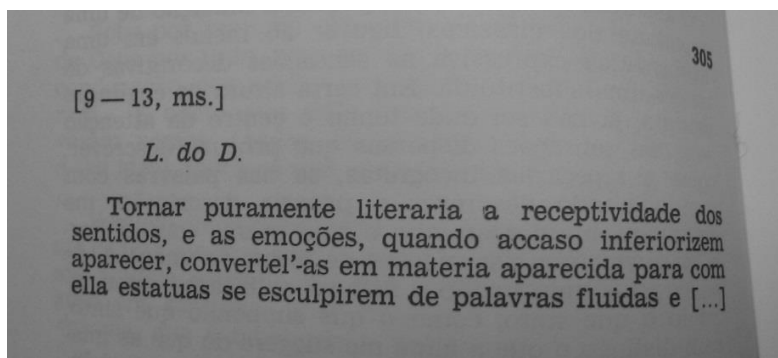 305
[9 — 13, ms.]
L. do D.
Tornar puramente literaria a receptividade dos
sentidos, e as emoções, quando accaso inferiorizem
aparecer, convertel'-as em materia aparecida para com
ella estatuas se esculpirem de palavras fluidas e [...]